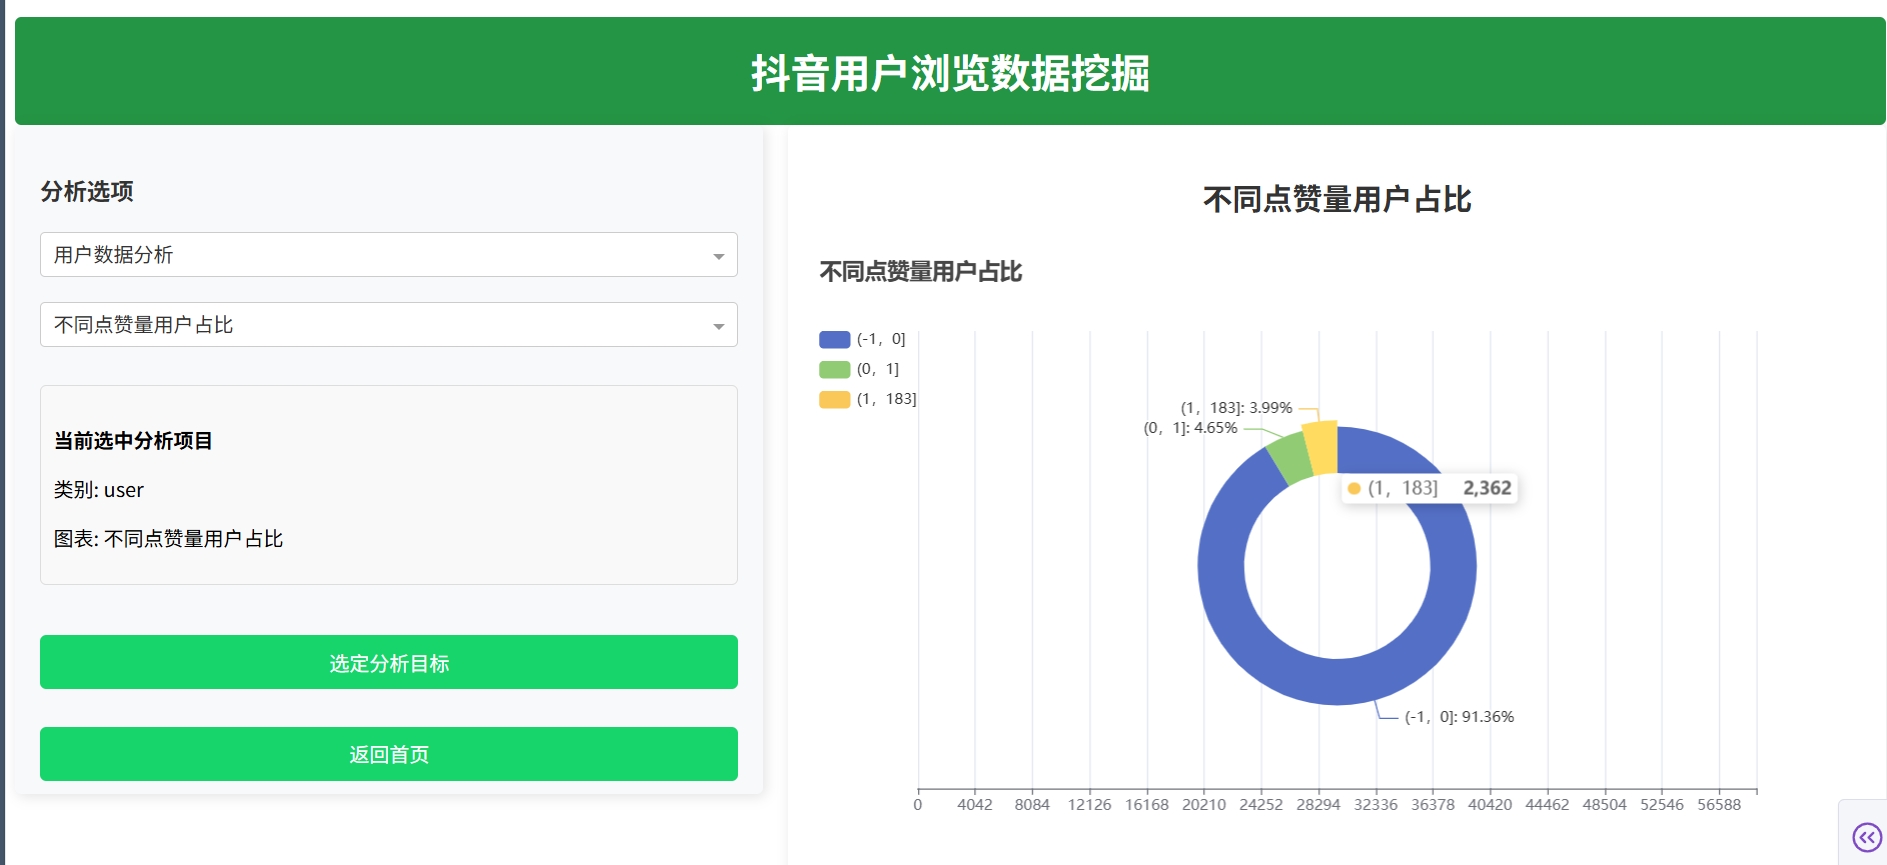 抖音用户浏览数据挖掘
分析选项
用户数据分析
不同点赞量用户占比
当前选中分析项目
类别: user
图表: 不同点赞量用户占比
选定分析目标
返回首页
不同点赞量用户占比
不同点赞量用户占比
(-1,  0]
(0,  1]
(1,  183]
(1,  183]: 3.99%
(0,  1]: 4.65%
(1,  183] 2,362
(-1,  0]: 91.36%
0 4042 8084 12126 16168 20210 24252 28294 32336 36378 40420 44462 48504 52546 56588